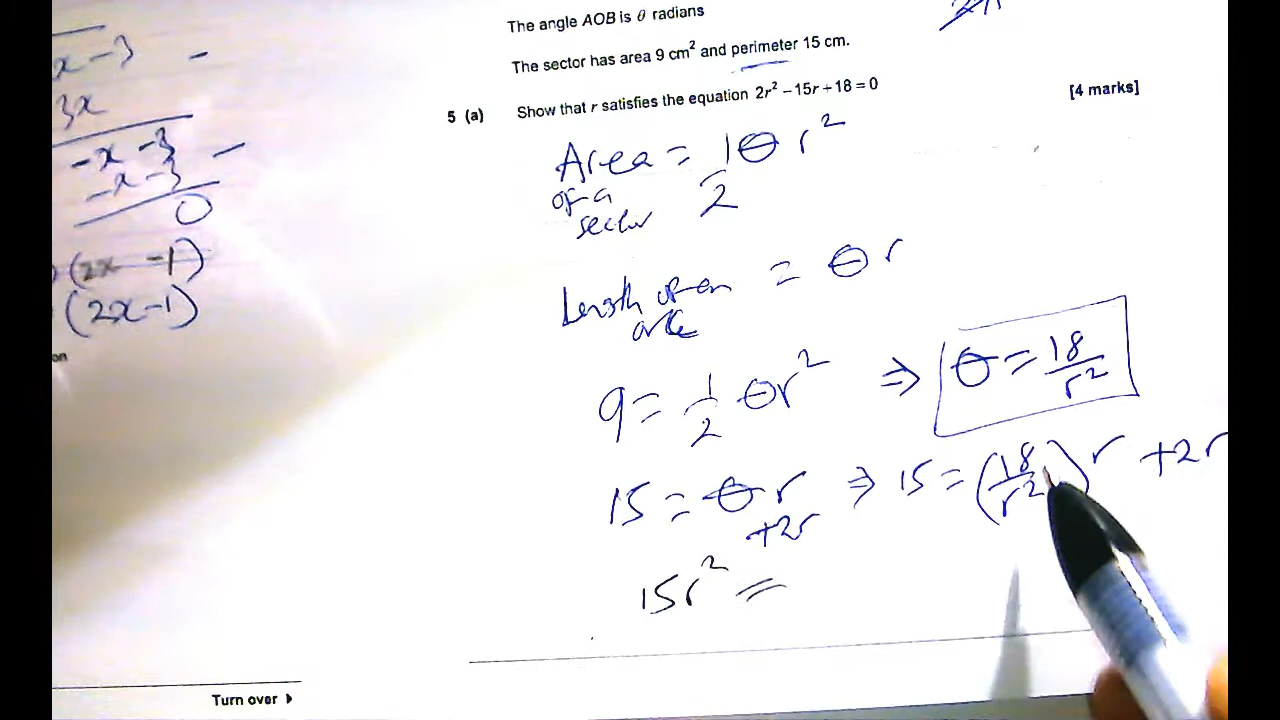 x-3 -
3x
-x-3 -
-x-3
0
(2x-1)
(2x-1)
on
Turn over
The angle AOB is θ radians
The sector has area 9 cm² and perimeter 15 cm.
5 (a) Show that r satisfies the equation 2r² – 15r + 18 = 0 [4 marks]
Area = 1/2 θ r²
of a
sector
Length of an = θ r
arc
9 = 1/2 θr² ⇒ θ = 18/r²
15 = θ r + 2r ⇒ 15 = (18/r²) r + 2r
15r² =